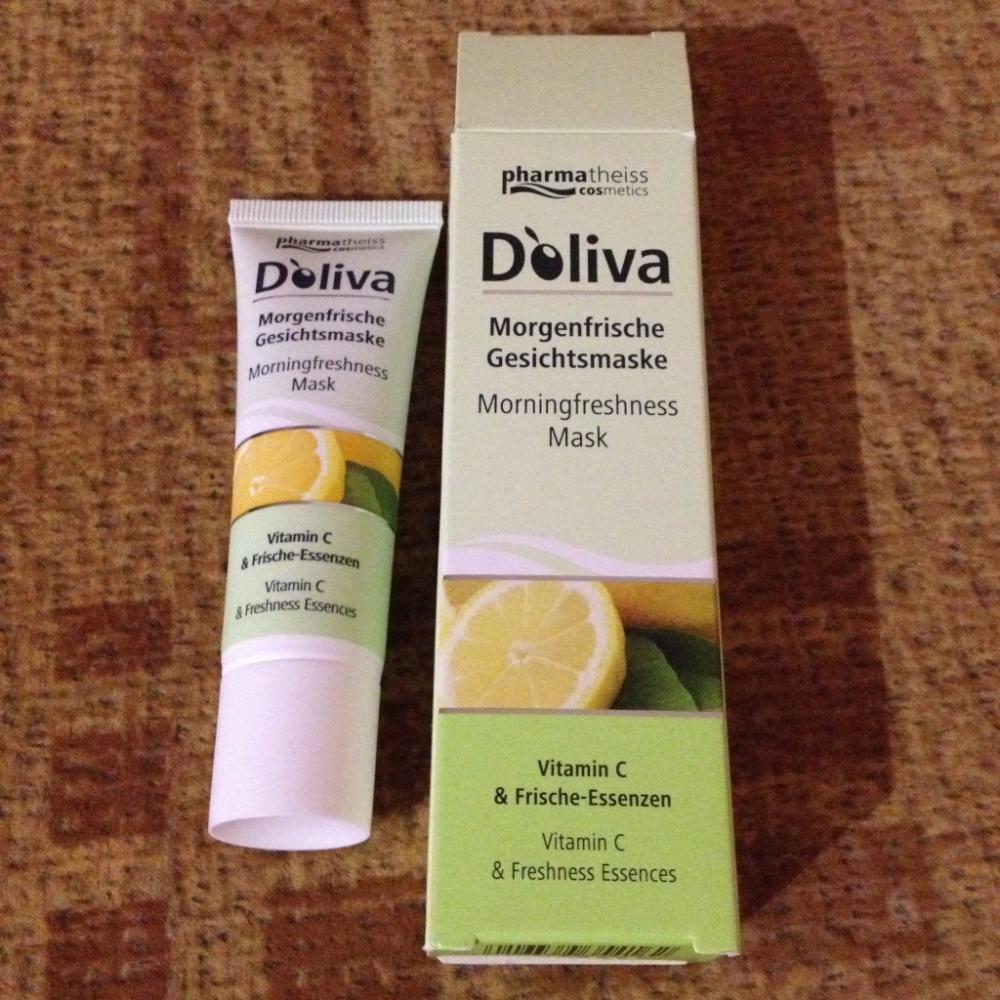 pharmatheiss
cosmetics
D'oliva
Morgenfrische
Gesichtsmaske
Morningfreshness
Mask
Vitamin C
& Frische-Essenzen
Vitamin C
& Freshness Essences
pharmatheiss
cosmetics
D'oliva
Morgenfrische
Gesichtsmaske
Morningfreshness
Mask
Vitamin C
& Frische-Essenzen
Vitamin C
& Freshness Essences